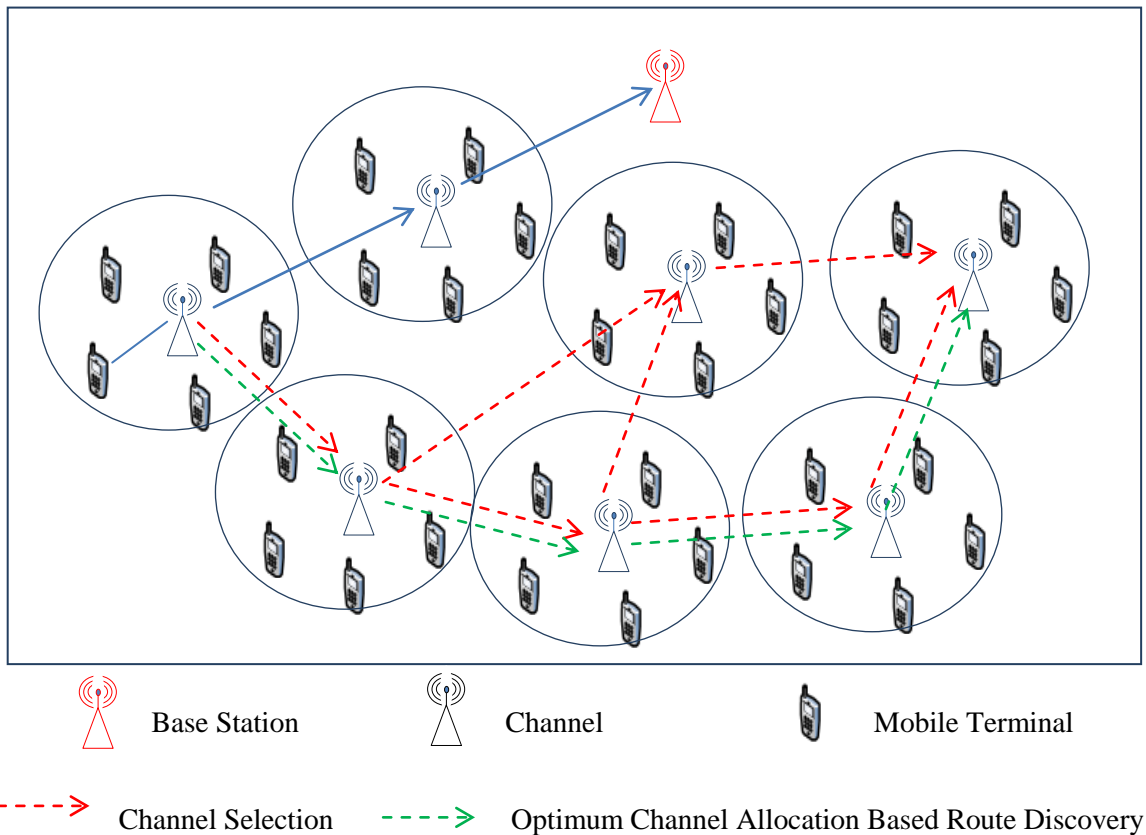 Base Station
Channel
Mobile Terminal
Channel Selection
Optimum Channel Allocation Based Route Discovery